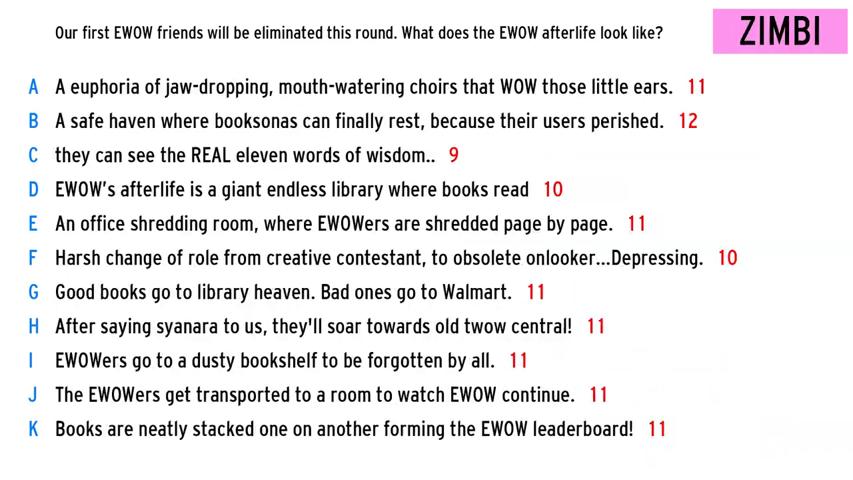 Our first EWOW friends will be eliminated this round. What does the EWOW afterlife look like?
ZIMBI
A A euphoria of jaw-dropping, mouth-watering choirs that WOW those little ears. 11
B A safe haven where booksonas can finally rest, because their users perished. 12
C they can see the REAL eleven words of wisdom.. 9
D EWOW's afterlife is a giant endless library where books read 10
E An office shredding room, where EWOWers are shredded page by page. 11
F Harsh change of role from creative contestant, to obsolete onlooker...Depressing. 10
G Good books go to library heaven. Bad ones go to Walmart. 11
H After saying syanara to us, they'll soar towards old twow central! 11
I EWOWers go to a dusty bookshelf to be forgotten by all. 11
J The EWOWers get transported to a room to watch EWOW continue. 11
K Books are neatly stacked one on another forming the EWOW leaderboard! 11